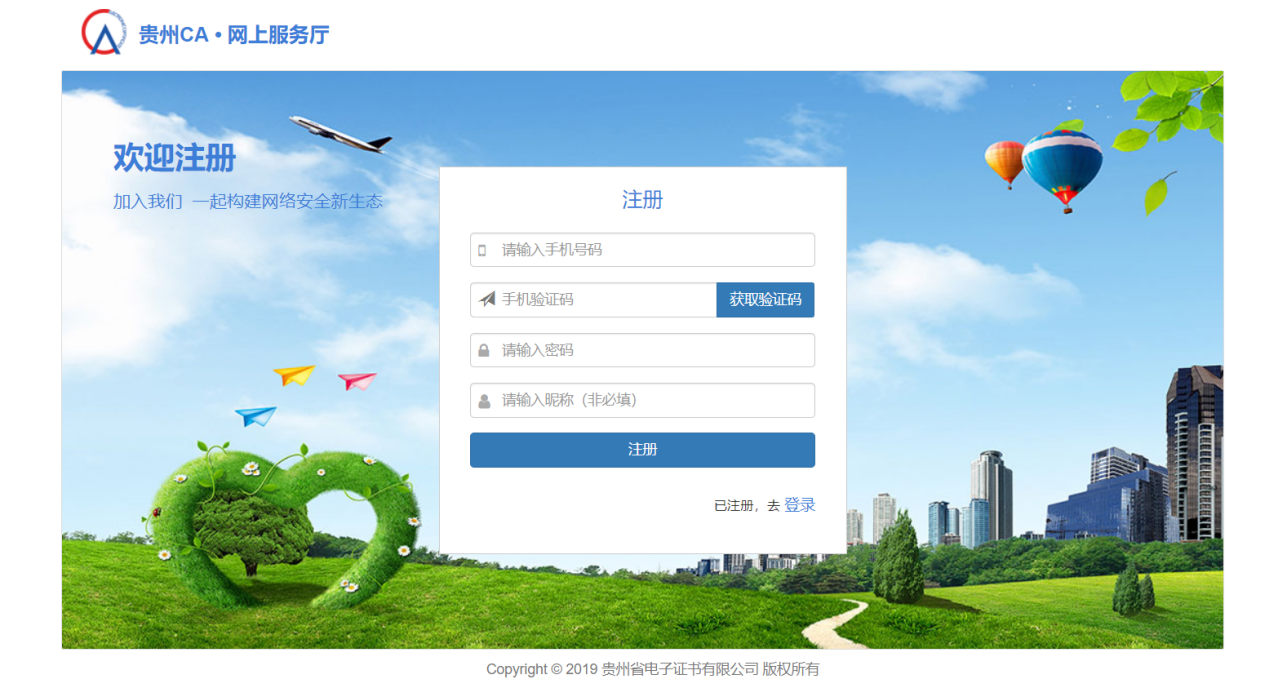 贵州CA • 网上服务厅
欢迎注册
加入我们 一起构建网络安全新生态
注册
请输入手机号码
手机验证码 获取验证码
请输入密码
请输入昵称（非必填）
注册
已注册，去 登录
Copyright © 2019 贵州省电子证书有限公司 版权所有